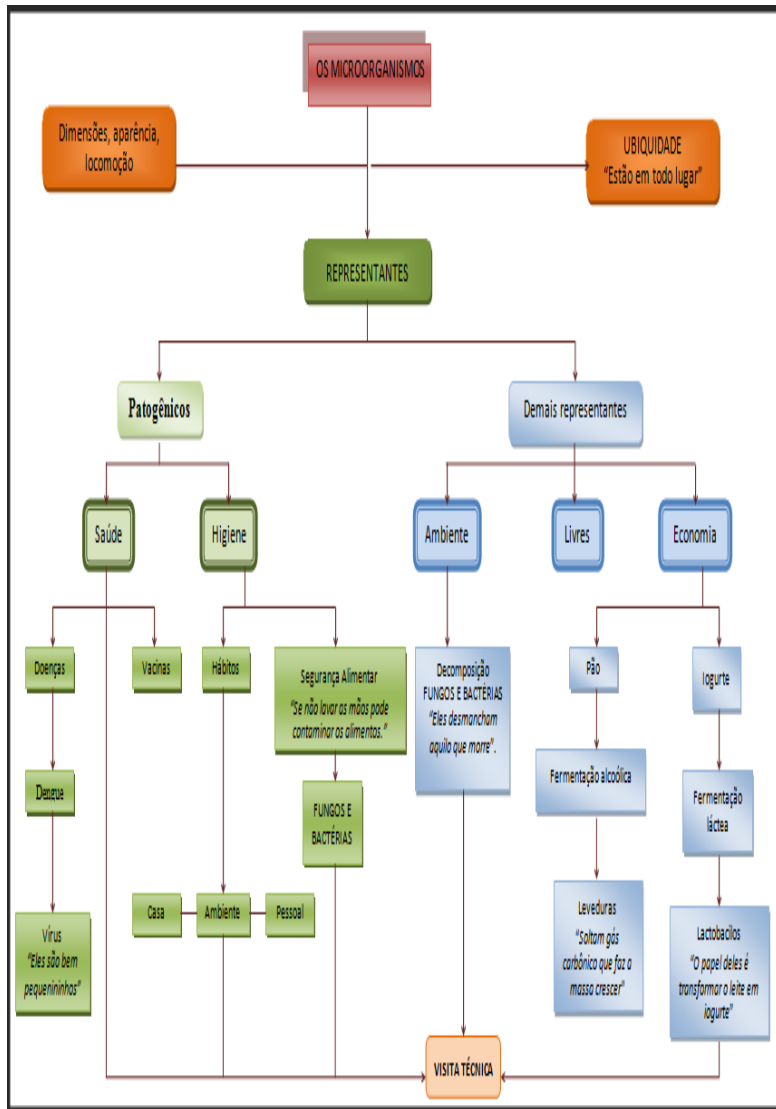 OS MICROORGANISMOS
Dimensões, aparência,
locomoção
UBIQUIDADE
“Estão em todo lugar”
REPRESENTANTES
Patogênicos
Demais representantes
Saúde
Higiene
Ambiente
Livres
Economia
Doenças
Vacinas
Hábitos
Segurança Alimentar
“Se não lavar as mãos pode
contaminar os alimentos.”
Decomposição
FUNGOS E BACTÉRIAS
“Eles desmancham
aquilo que morre”.
Pão
Iogurte
Dengue
FUNGOS E
BACTÉRIAS
Fermentação alcoólica
Fermentação
láctea
Vírus
“Eles são bem
pequenininhos”
Casa
Ambiente
Pessoal
Leveduras
“Soltam gás
carbônico que faz a
massa crescer”
Lactobacilos
“O papel deles é
transformar o leite em
iogurte”
VISITA TÉCNICA